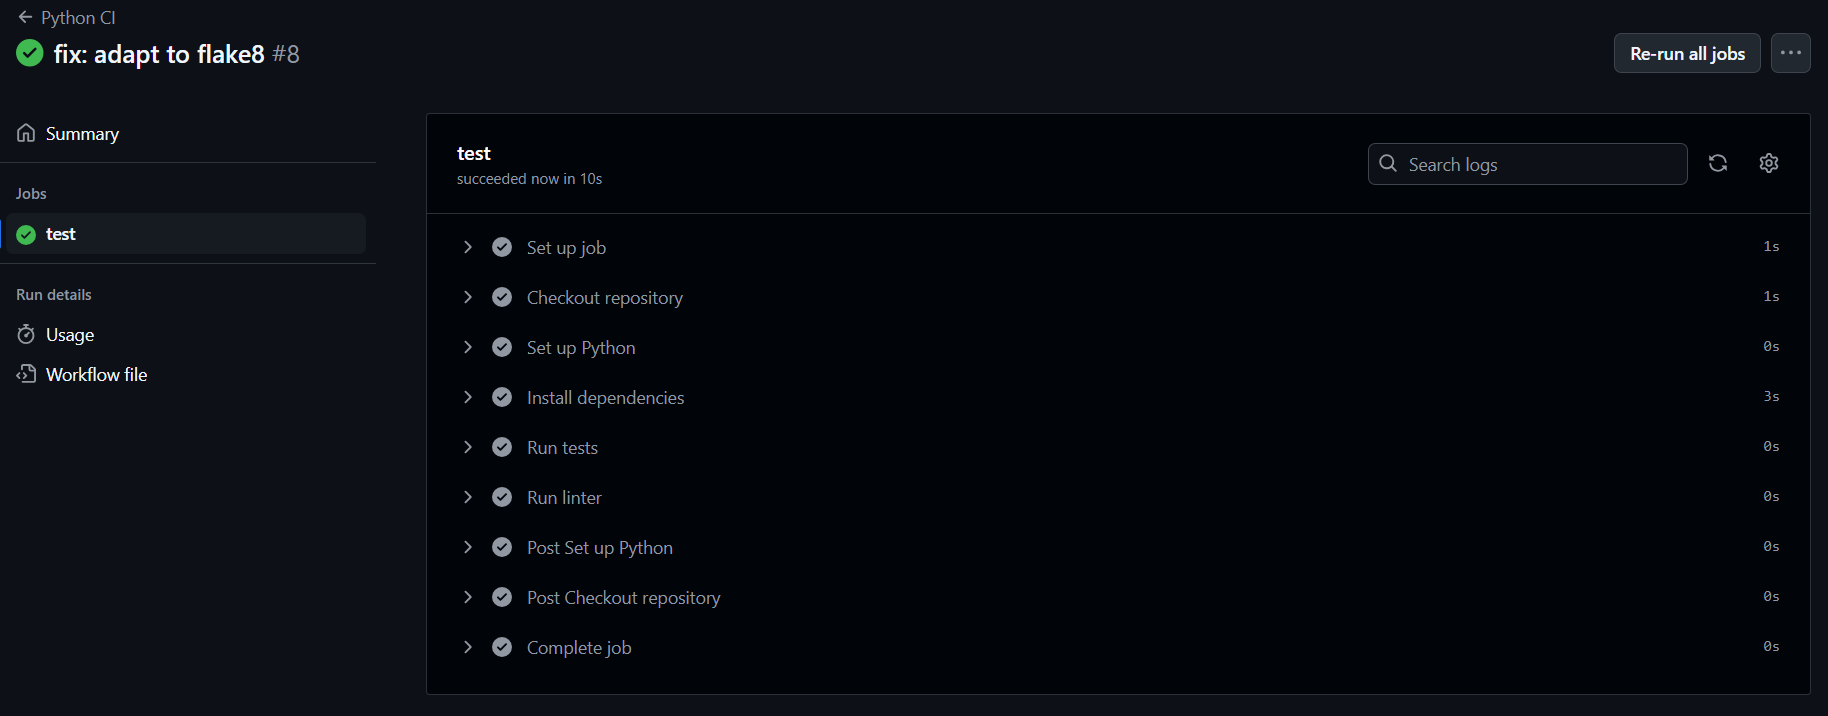 Python CI
fix: adapt to flake8 #8
Re-run all jobs
Summary
Jobs
test
Run details
Usage
Workflow file
test
succeeded now in 10s
Search logs
Set up job 1s
Checkout repository 1s
Set up Python 0s
Install dependencies 3s
Run tests 0s
Run linter 0s
Post Set up Python 0s
Post Checkout repository 0s
Complete job 0s